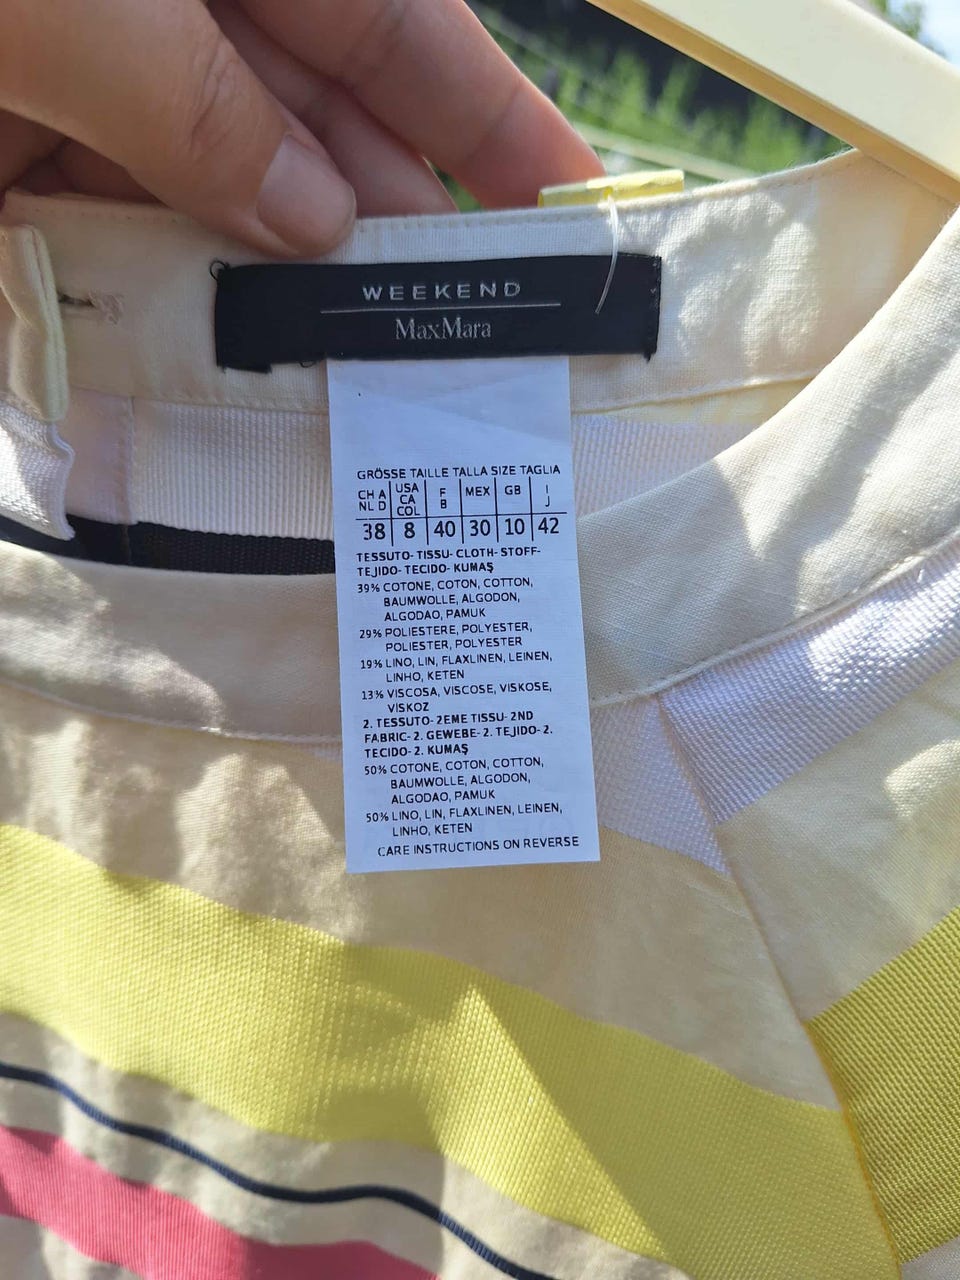 WEEKEND
MaxMara
GRÖSSE TAILLE TALLA SIZE TAGLIA
CH A NL D | USA CA COL | F B | MEX | GB | I J
38 | 8 | 40 | 30 | 10 | 42
TESSUTO- TISSU- CLOTH- STOFF-
TEJIDO- TECIDO- KUMAŞ
39% COTONE, COTON, COTTON,
BAUMWOLLE, ALGODON,
ALGODAO, PAMUK
29% POLIESTERE, POLYESTER,
POLIESTER, POLYESTER
19% LINO, LIN, FLAXLINEN, LEINEN,
LINHO, KETEN
13% VISCOSA, VISCOSE, VISKOSE,
VİSKOZ
2. TESSUTO- 2EME TISSU- 2ND
FABRIC- 2. GEWEBE- 2. TEJIDO- 2.
TECIDO- 2. KUMAŞ
50% COTONE, COTON, COTTON,
BAUMWOLLE, ALGODON,
ALGODAO, PAMUK
50% LINO, LIN, FLAXLINEN, LEINEN,
LINHO, KETEN
CARE INSTRUCTIONS ON REVERSE